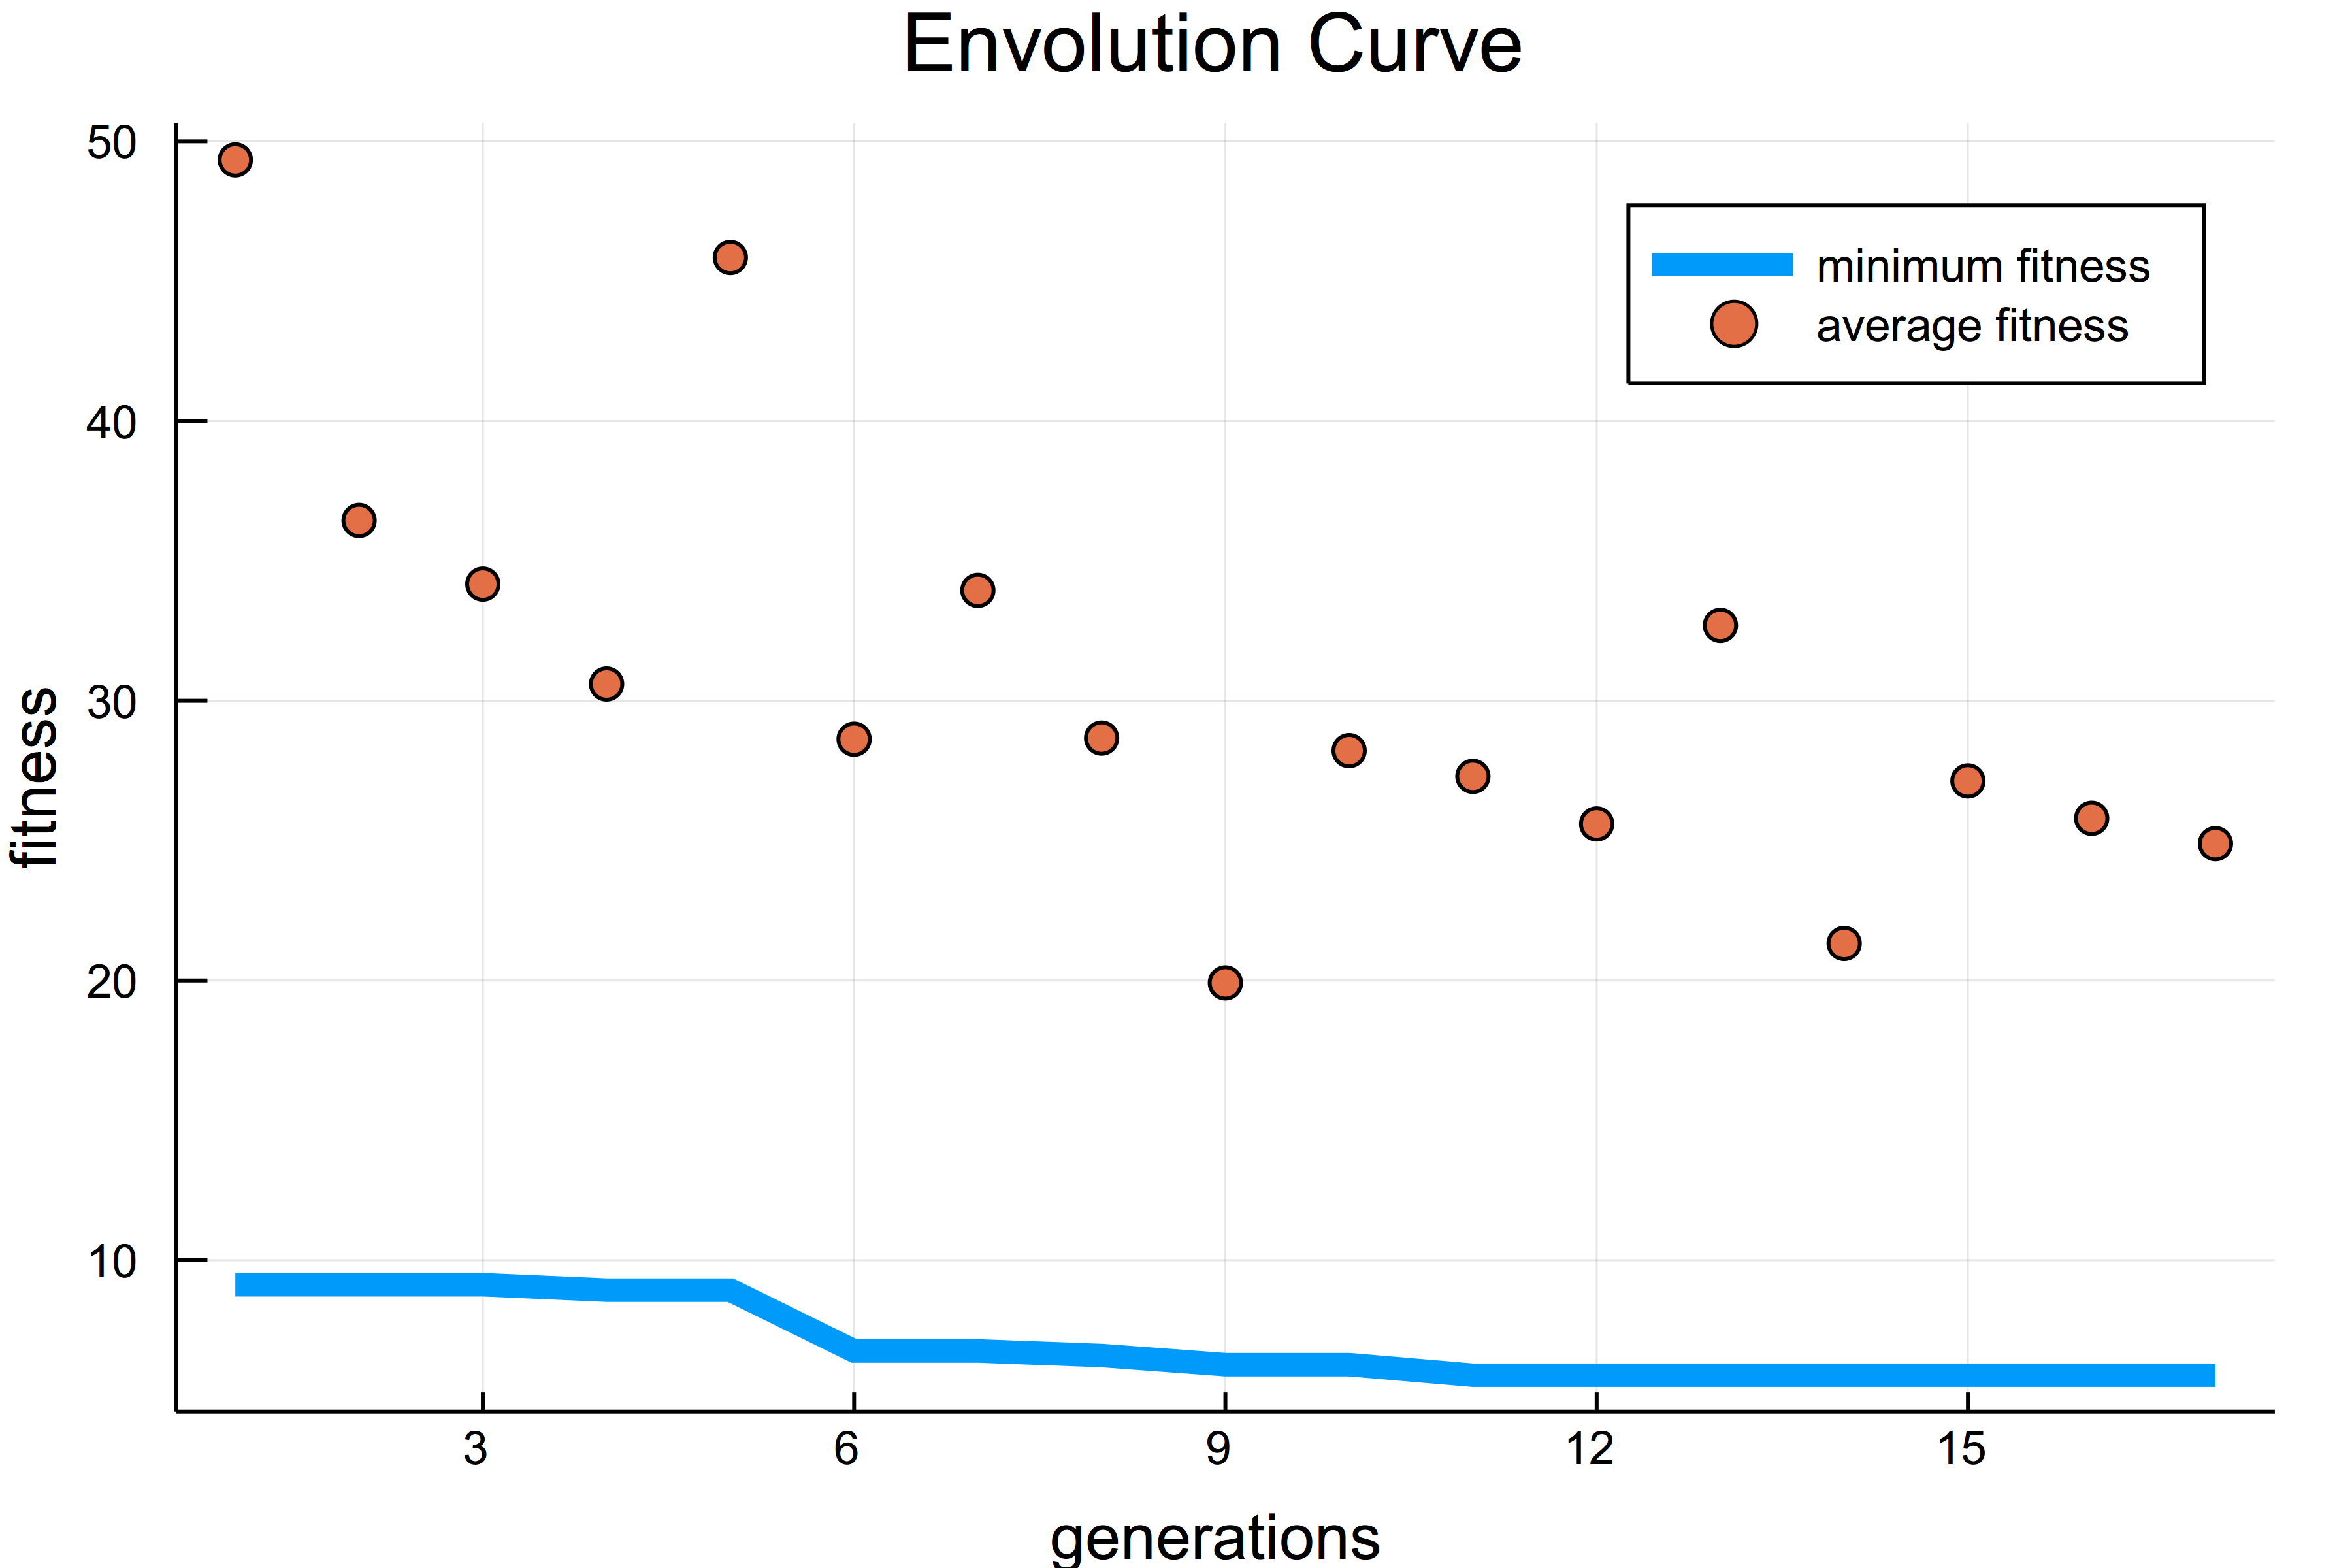 Envolution Curve
50
minimum fitness
average fitness
40
30
20
10
fitness
3 6 9 12 15
generations